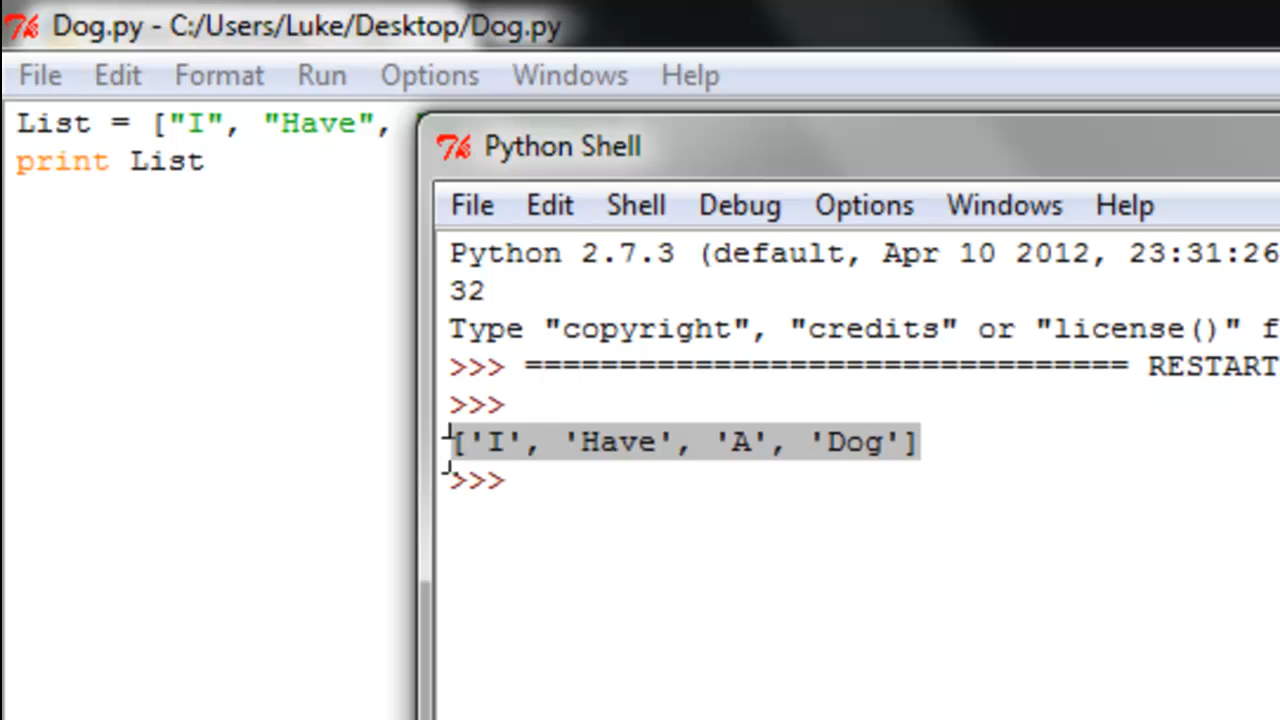 Dog.py - C:/Users/Luke/Desktop/Dog.py
File Edit Format Run Options Windows Help
List = ["I", "Have",
print List
Python Shell
File Edit Shell Debug Options Windows Help
Python 2.7.3 (default, Apr 10 2012, 23:31:26
32
Type "copyright", "credits" or "license()" f
>>> ================================ RESTART
>>>
['I', 'Have', 'A', 'Dog']
>>>